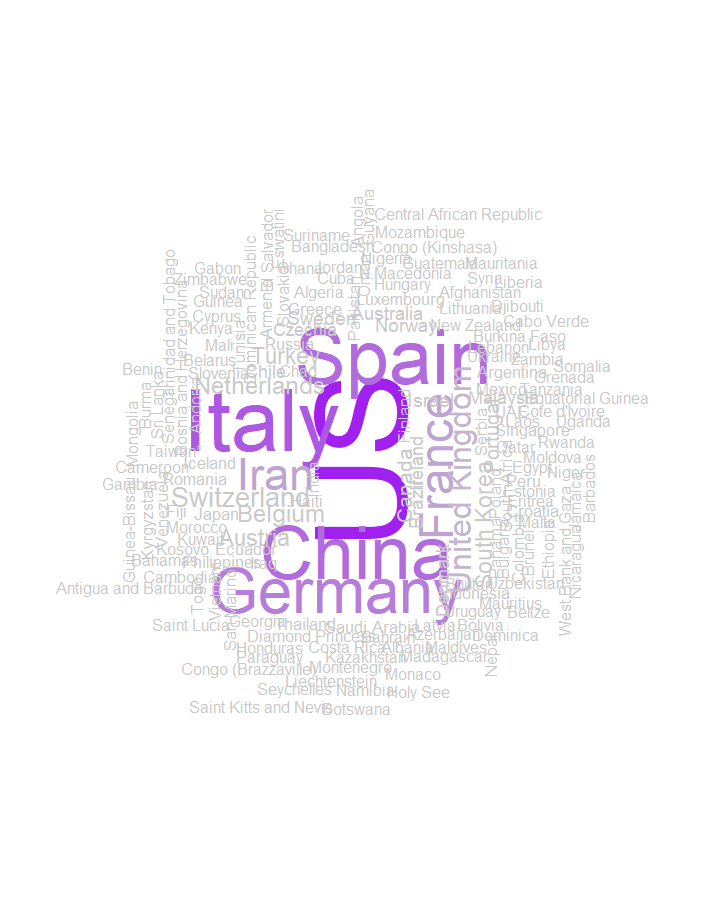 Central African Republic
Angola
Guyana
Suriname
Mozambique
Bangladesh
Congo (Kinshasa)
Eswatini
El Salvador
Dominican Republic
Trinidad and Tobago
Gabon
Ghana
Jordan
Nigeria
Guatemala
Mauritania
Zimbabwe
Cuba
N Macedonia
Syria
Liberia
Sudan
Algeria
Hungary
Afghanistan
Slovakia
Armenia
Guinea
Luxembourg
Djibouti
Greece
Lithuania
Cyprus
Sweden
Australia
Cabo Verde
Kenya
Czechia
Norway
New Zealand
Burkina Faso
Mali
Russia
Spain
Lebanon
Libya
Belarus
Turkey
Ukraine
Zambia
Benin
Slovenia
Chile
Chad
Argentina
Somalia
Grenada
Netherlands
Mexico
Tanzania
Bosnia and Herzegovina
Burma
Sri Lanka
Mongolia
Italy
US
Malaysia
Equatorial Guinea
UAE
Cote d'Ivoire
Finland
France
United Kingdom
Serbia
Portugal
Laos
Uganda
Singapore
Taiwan
Qatar
Rwanda
Iceland
Moldova
Cameroon
Iran
Egypt
Niger
Romania
Gambia
Peru
Switzerland
Haiti
Canada
Brazil
Ireland
South Korea
Estonia
Eritrea
Barbados
Jamaica
Fiji
Japan
Belgium
Croatia
Malta
Venezuela
Kyrgyzstan
Guinea-Bissau
Morocco
Kuwait
Austria
Poland
Colombia
Bulgaria
Brunei
Ethiopia
Nicaragua
West Bank and Gaza
Kosovo
Ecuador
China
Bahamas
Philippines
Iraq
Cambodia
Germany
Denmark
Uzbekistan
Antigua and Barbuda
Togo
Vietnam
San Marino
Indonesia
Mauritius
Uruguay
Belize
Saint Lucia
Georgia
Thailand
Saudi Arabia
Latvia
Bolivia
Diamond Princess
Bahrain
Azerbaijan
Dominica
Honduras
Costa Rica
Albania
Maldives
Paraguay
Kazakhstan
Madagascar
Nepal
Congo (Brazzaville)
Montenegro
Monaco
Liechtenstein
Seychelles
Namibia
Holy See
Saint Kitts and Nevis
Botswana